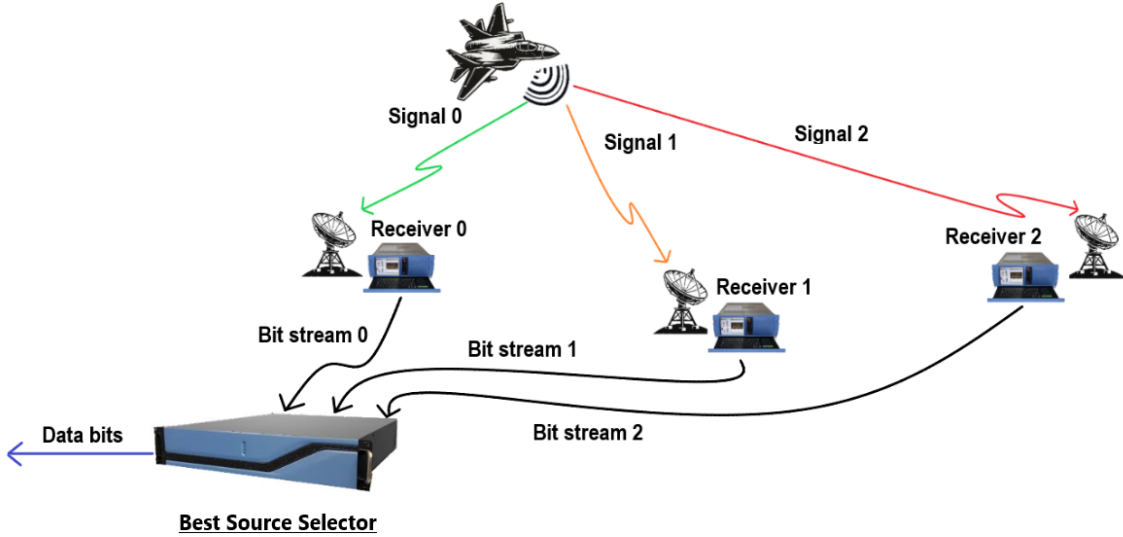 Signal 0
Signal 1
Signal 2
Receiver 0
Receiver 2
Receiver 1
Bit stream 0
Bit stream 1
Bit stream 2
Data bits
Best Source Selector